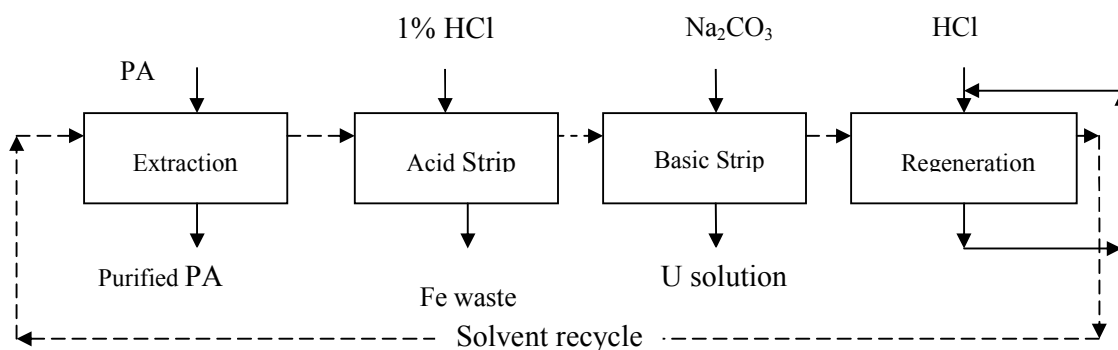 1% HCl
Na₂CO₃
HCl
PA
Extraction
Acid Strip
Basic Strip
Regeneration
Purified PA
Fe waste
U solution
Solvent recycle